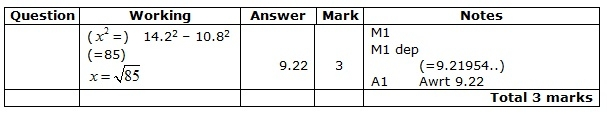 Question Working Answer Mark Notes
(x² =) 14.2² – 10.8² M1
(=85) M1 dep
9.22 3 (=9.21954..)
x = √85 A1 Awrt 9.22
Total 3 marks